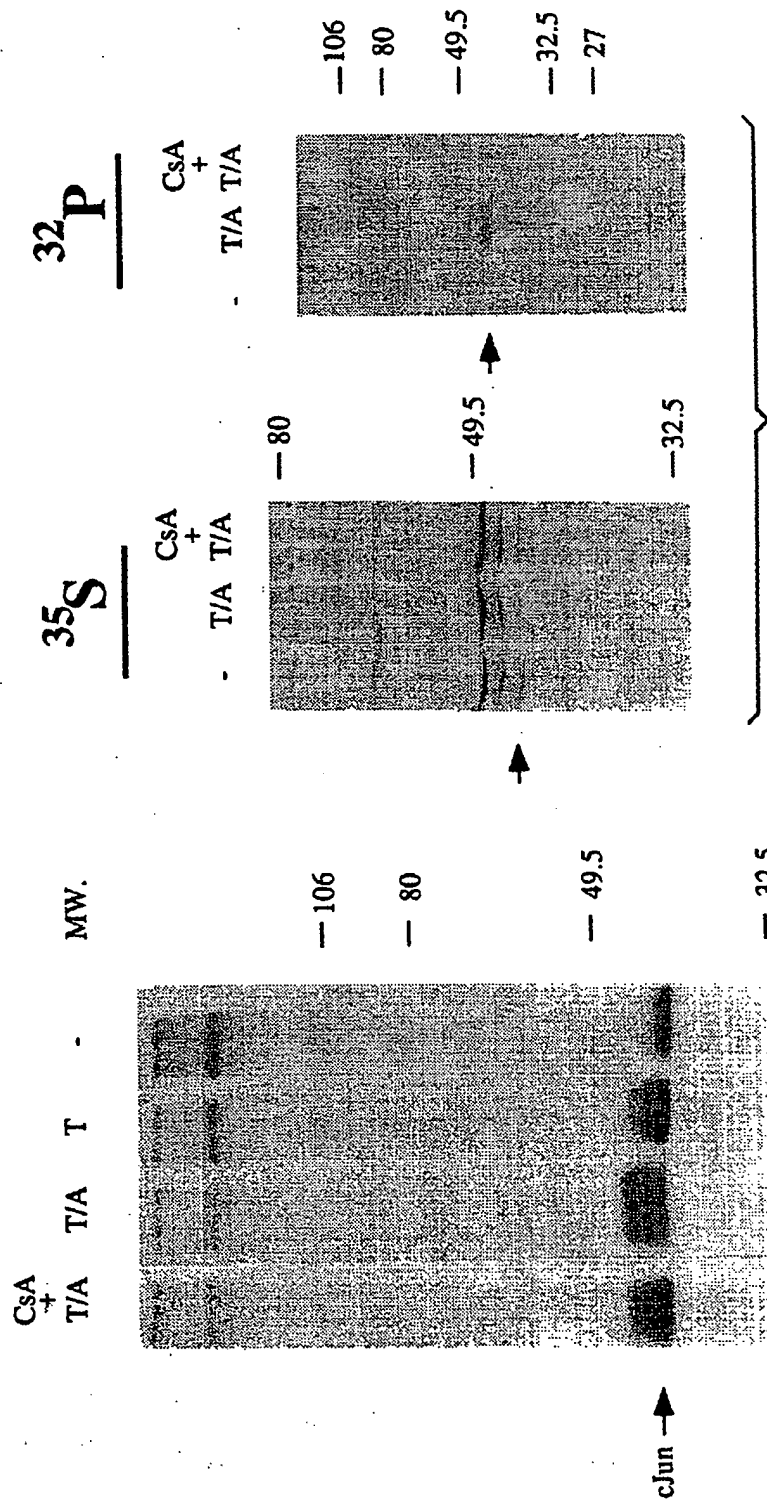 CsA
+
T/A T/A T - MW.
— 106
— 80
— 49.5
— 32.5
cJun
35S
CsA
+
- T/A T/A
— 80
— 49.5
— 32.5
32P
CsA
+
- T/A T/A
— 106
— 80
— 49.5
— 32.5
— 27